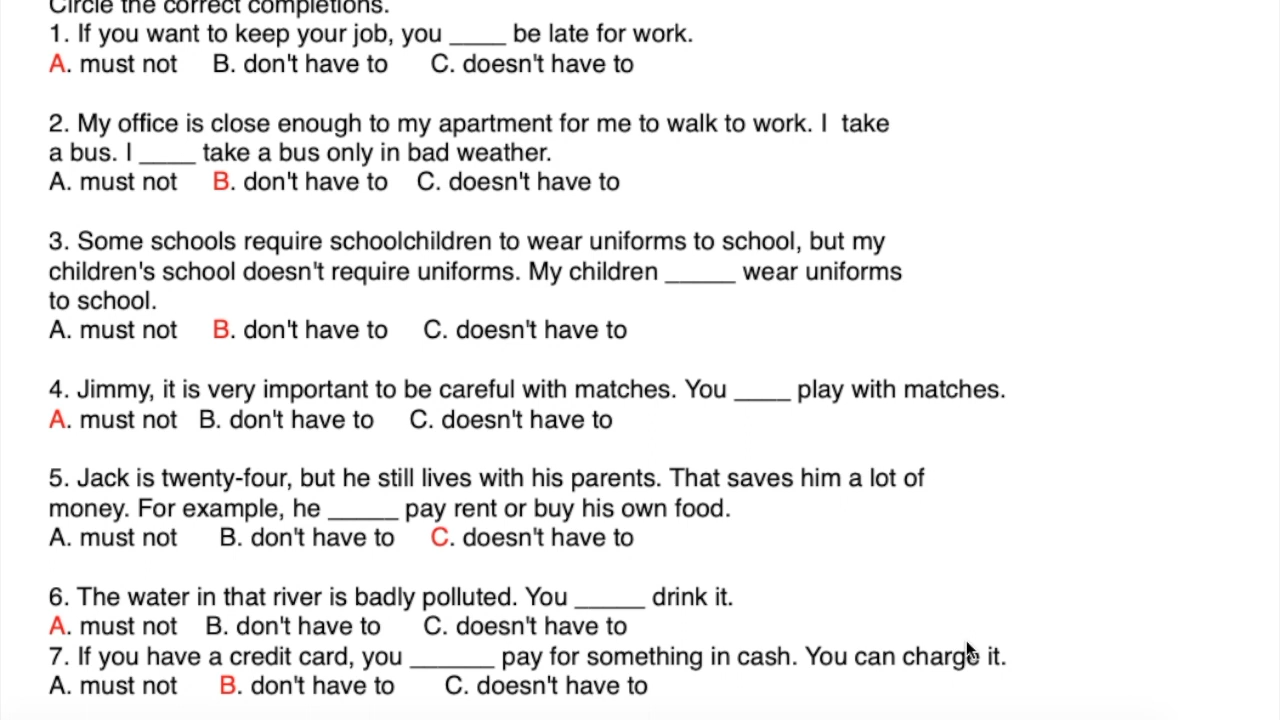 Circle the correct completions.
1. If you want to keep your job, you ____ be late for work.
A. must not B. don't have to C. doesn't have to
2. My office is close enough to my apartment for me to walk to work. I take
a bus. I ____ take a bus only in bad weather.
A. must not B. don't have to C. doesn't have to
3. Some schools require schoolchildren to wear uniforms to school, but my
children's school doesn't require uniforms. My children _____ wear uniforms
to school.
A. must not B. don't have to C. doesn't have to
4. Jimmy, it is very important to be careful with matches. You ____ play with matches.
A. must not B. don't have to C. doesn't have to
5. Jack is twenty-four, but he still lives with his parents. That saves him a lot of
money. For example, he _____ pay rent or buy his own food.
A. must not B. don't have to C. doesn't have to
6. The water in that river is badly polluted. You _____ drink it.
A. must not B. don't have to C. doesn't have to
7. If you have a credit card, you ______ pay for something in cash. You can charge it.
A. must not B. don't have to C. doesn't have to